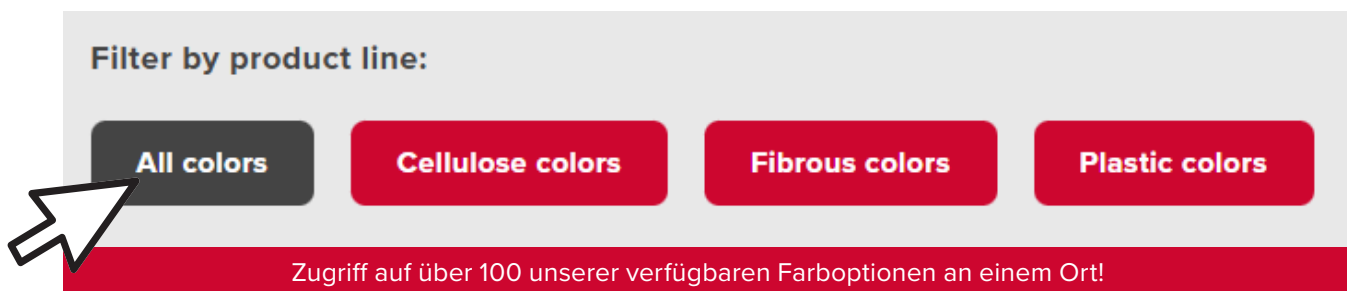 Filter by product line:
All colors Cellulose colors Fibrous colors Plastic colors
Zugriff auf über 100 unserer verfügbaren Farboptionen an einem Ort!